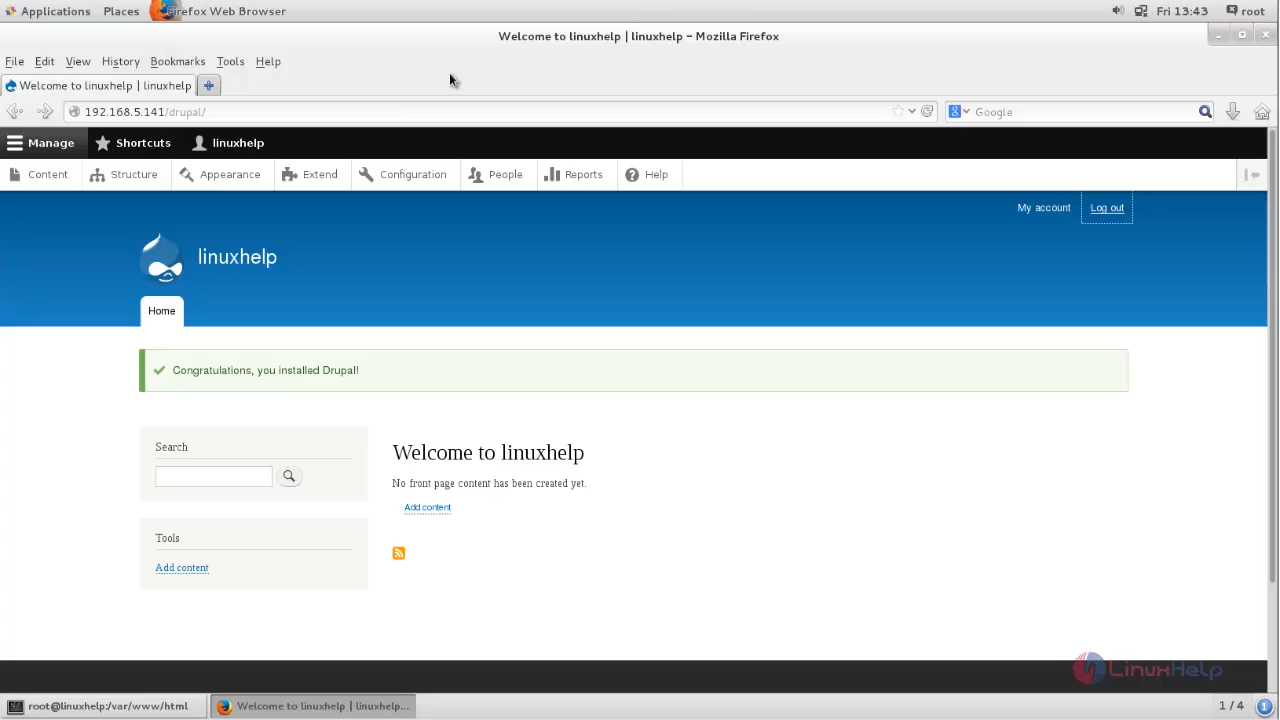 Applications Places Firefox Web Browser Fri 13:43 root
Welcome to linuxhelp | linuxhelp - Mozilla Firefox
File Edit View History Bookmarks Tools Help
Welcome to linuxhelp | linuxhelp
192.168.5.141/drupal/ Google
Manage Shortcuts linuxhelp
Content Structure Appearance Extend Configuration People Reports Help
My account Log out
linuxhelp
Home
Congratulations, you installed Drupal!
Search
Welcome to linuxhelp
No front page content has been created yet.
Add content
Tools
Add content
LinuxHelp
root@linuxhelp:/var/www/html Welcome to linuxhelp | linuxhelp... 1 / 4 1